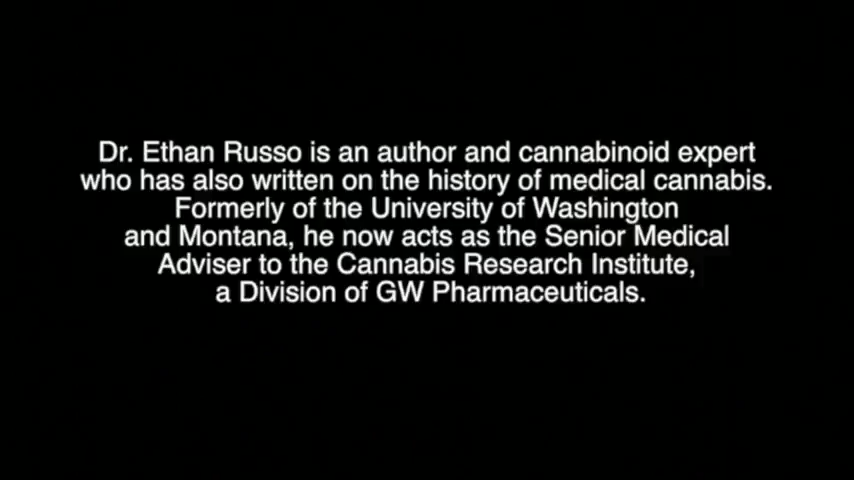 Dr. Ethan Russo is an author and cannabinoid expert
who has also written on the history of medical cannabis.
Formerly of the University of Washington
and Montana, he now acts as the Senior Medical
Adviser to the Cannabis Research Institute,
a Division of GW Pharmaceuticals.